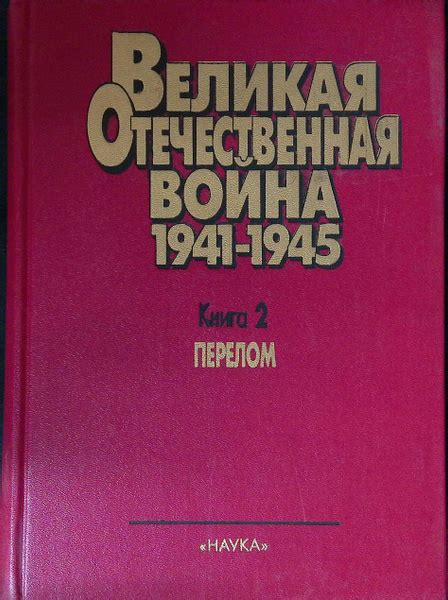 ВЕЛИКАЯ
ОТЕЧЕСТВЕННАЯ
ВОЙНА
1941-1945
Книга 2
ПЕРЕЛОМ
«НАУКА»